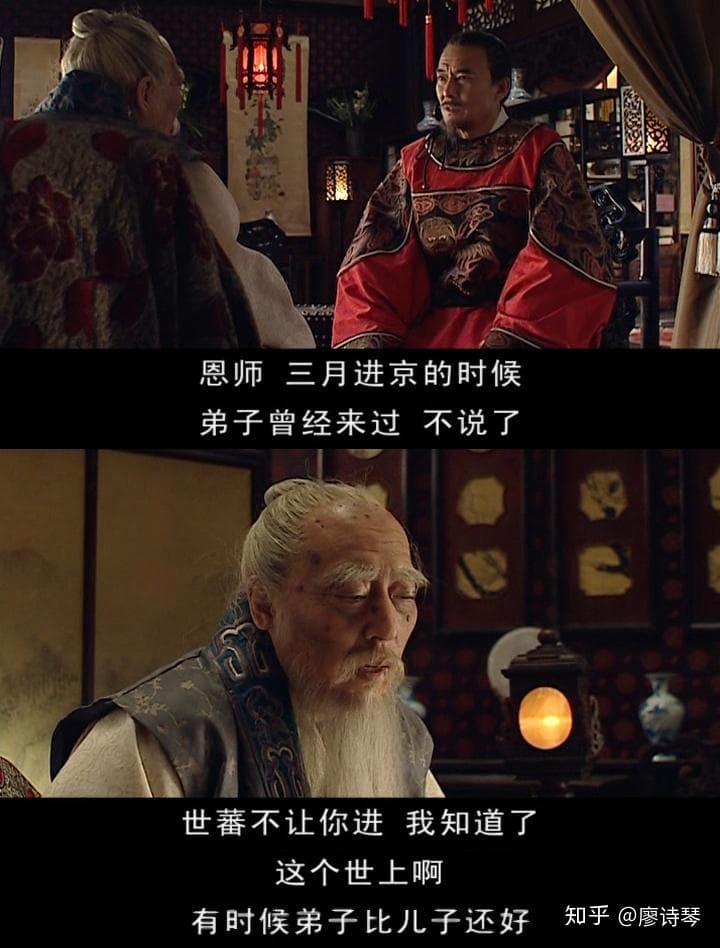 恩师 三月进京的时候
弟子曾经来过 不说了
世蕃不让你进 我知道了
这个世上啊
有时候弟子比儿子还好
知乎 @廖诗琴